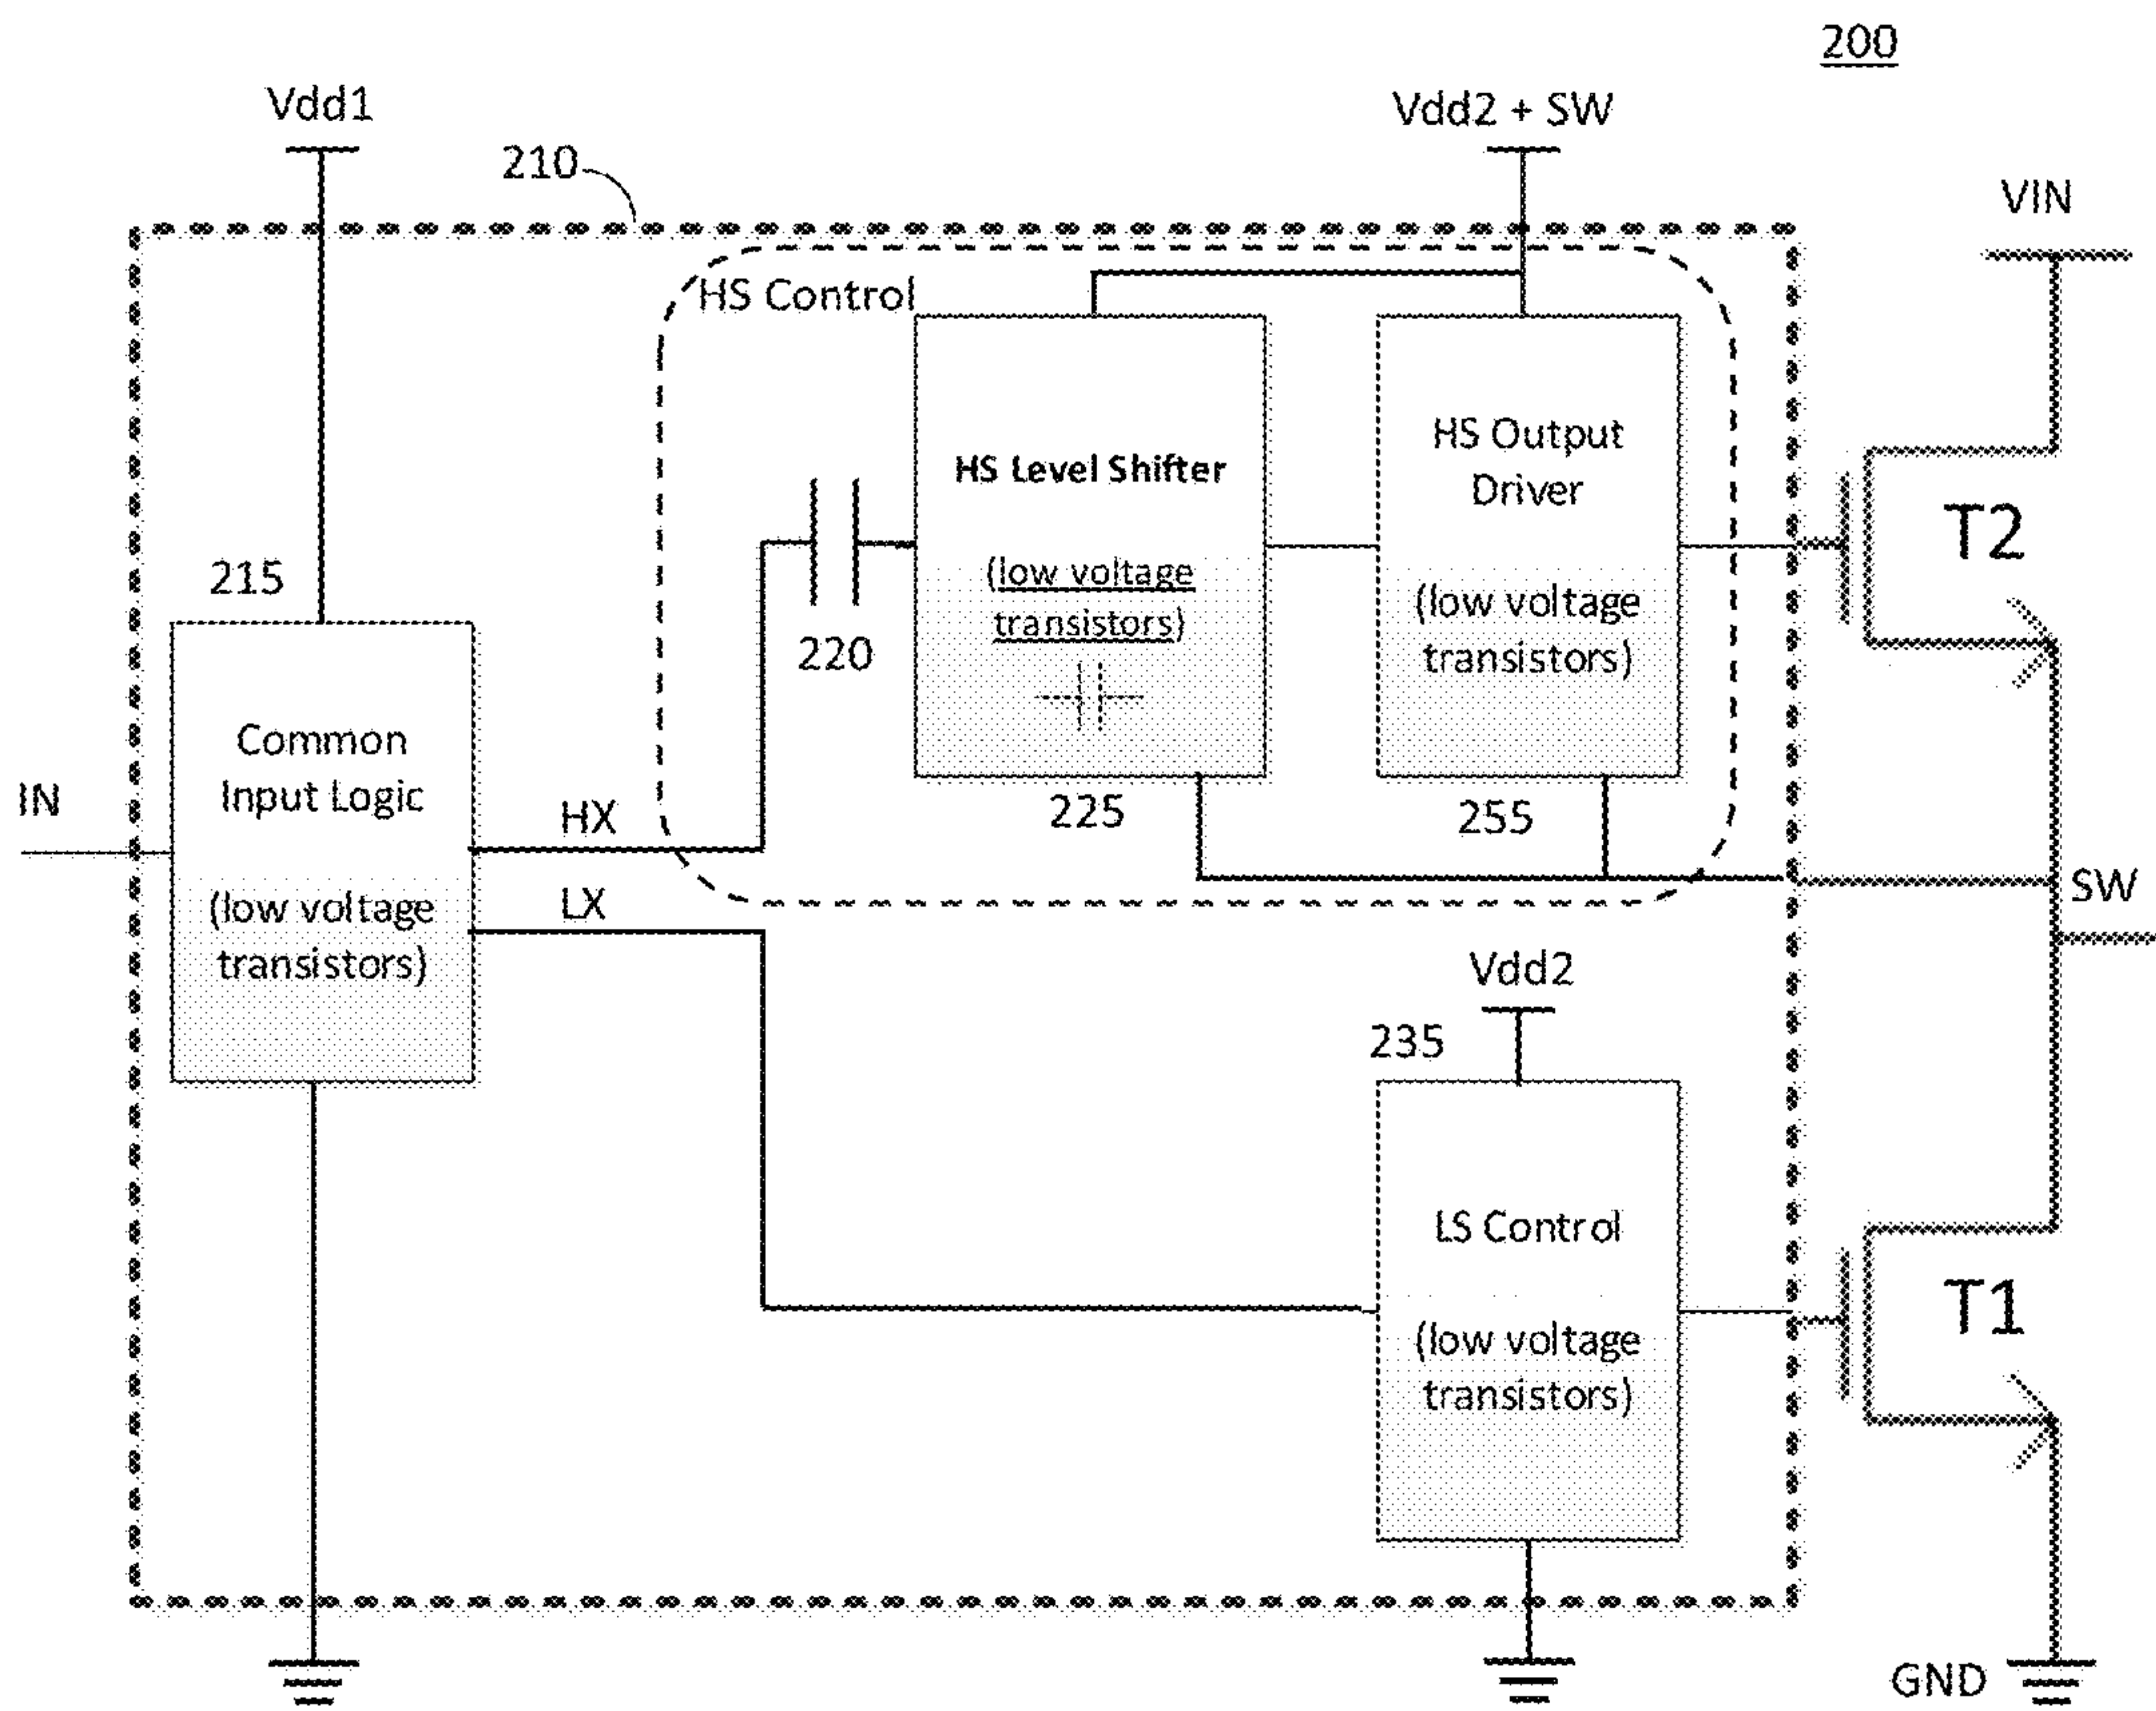 200
Vdd1
Vdd2 + SW
210
VIN
HS Control
HS Level Shifter
(low voltage
transistors)
HS Output
Driver
(low voltage
transistors)
T2
215
220
Common
Input Logic
(low voltage
transistors)
IN
HX
225
255
LX
SW
Vdd2
235
LS Control
(low voltage
transistors)
T1
GND